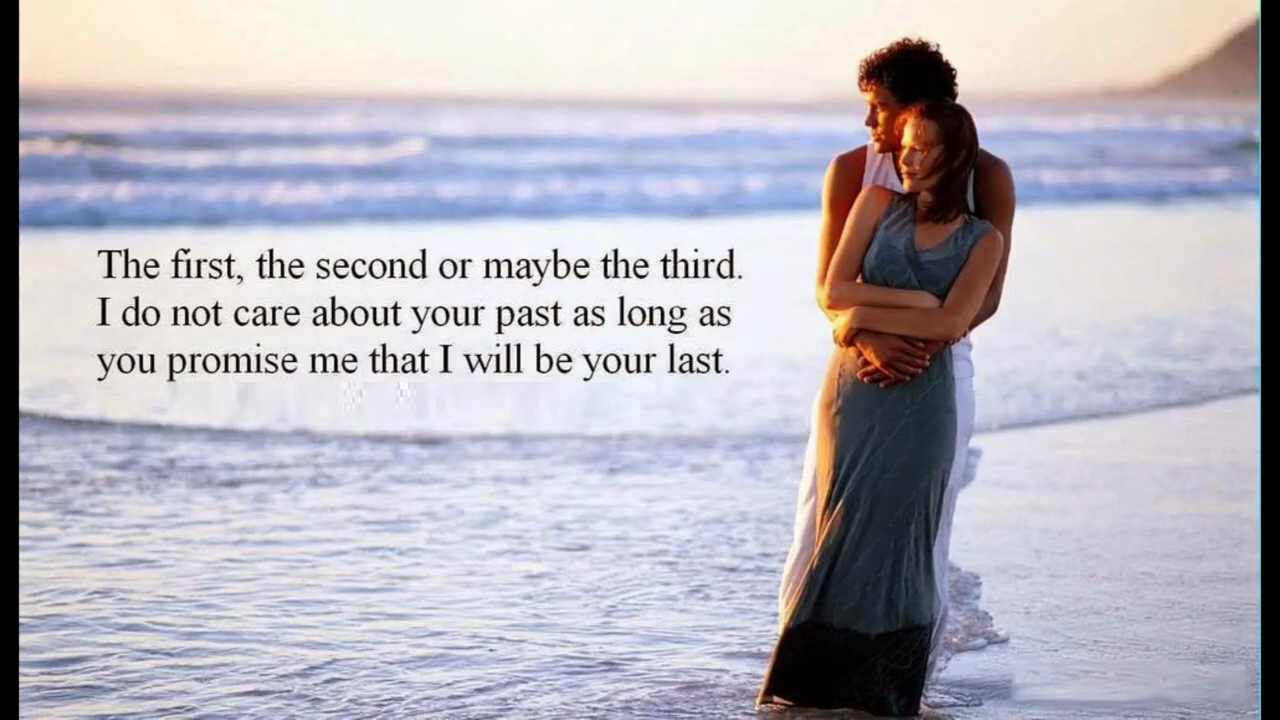 The first, the second or maybe the third.
I do not care about your past as long as
you promise me that I will be your last.